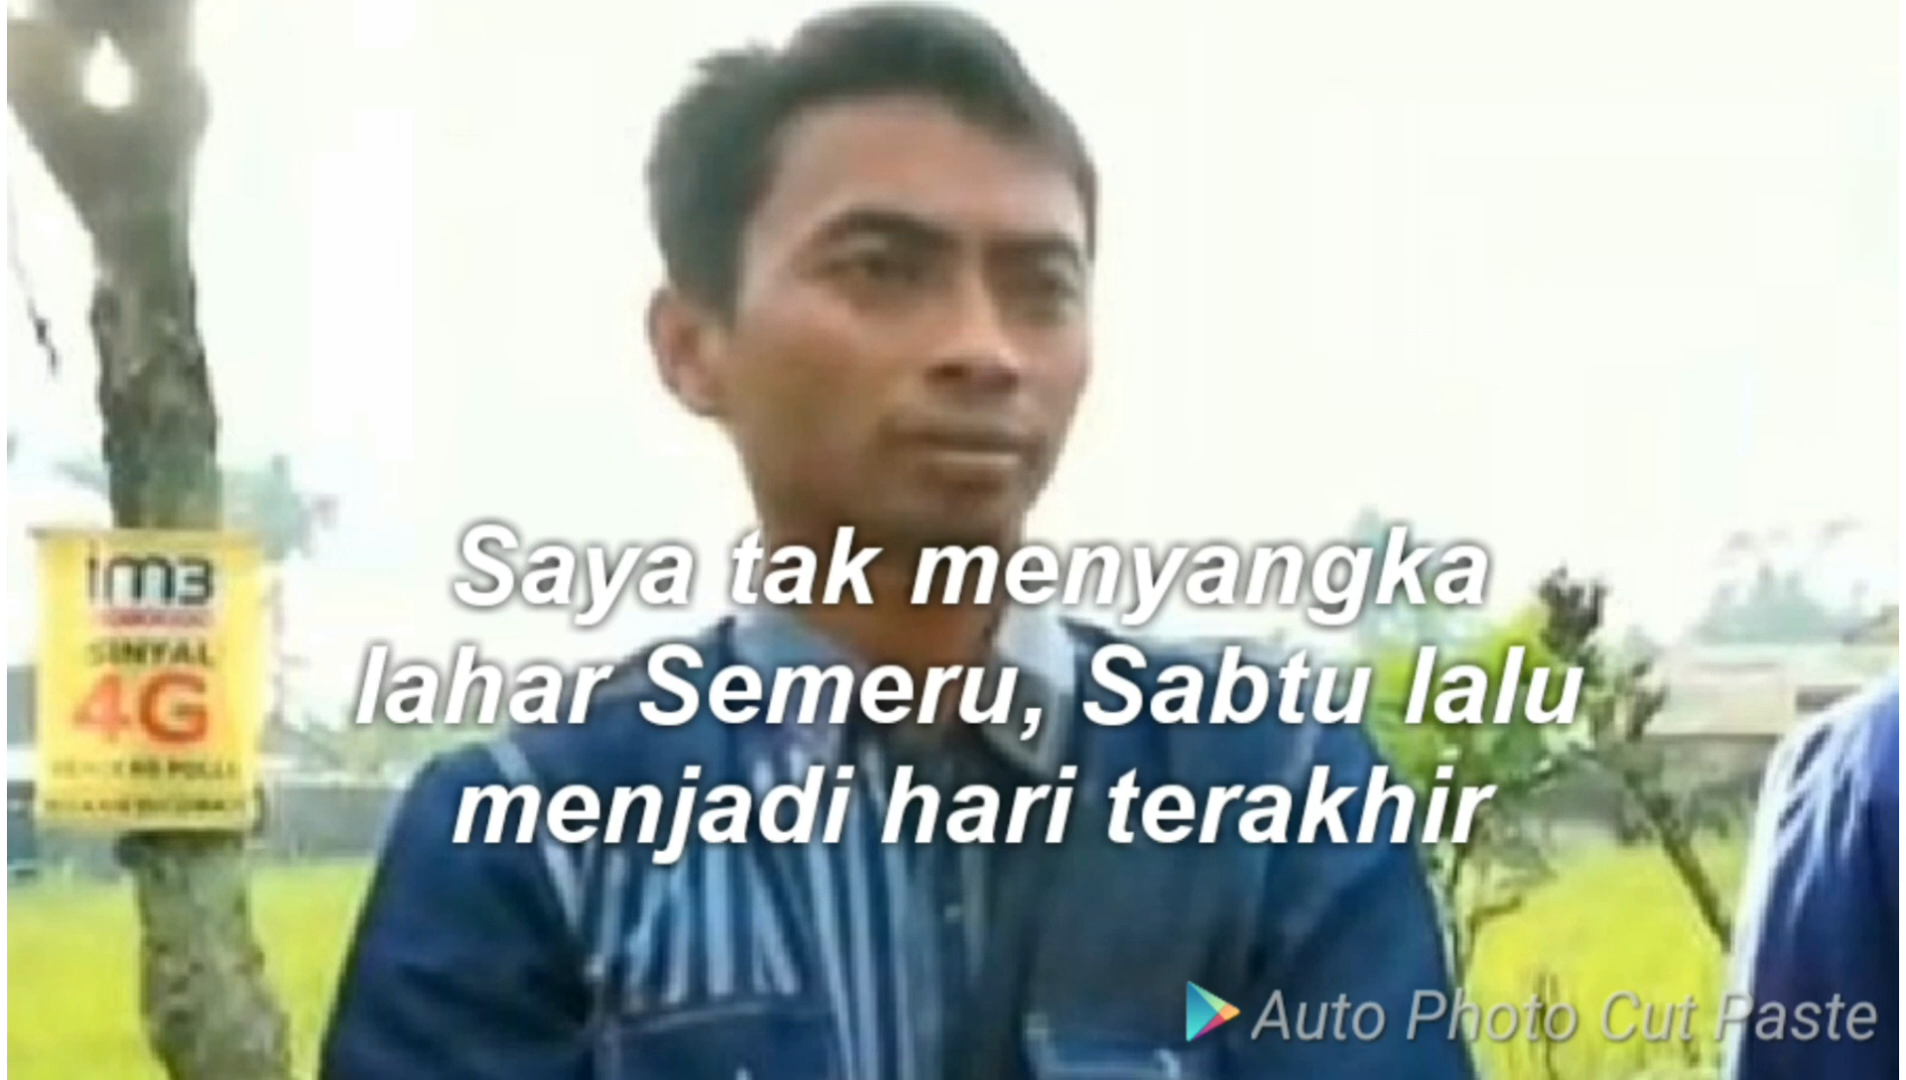 im3
SINYAL
4G
Saya tak menyangka
lahar Semeru, Sabtu lalu
menjadi hari terakhir
Auto Photo Cut Paste